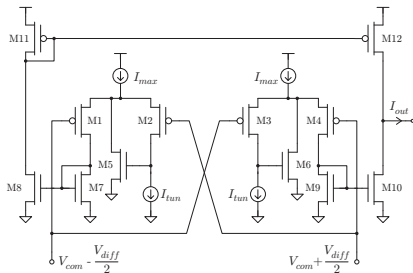 M11 M12
I_max I_max
I_out
M1 M2 M3 M4
M5 M6
M8 M7 I_tun I_tun M9 M10
V_com - V_diff/2 V_com + V_diff/2